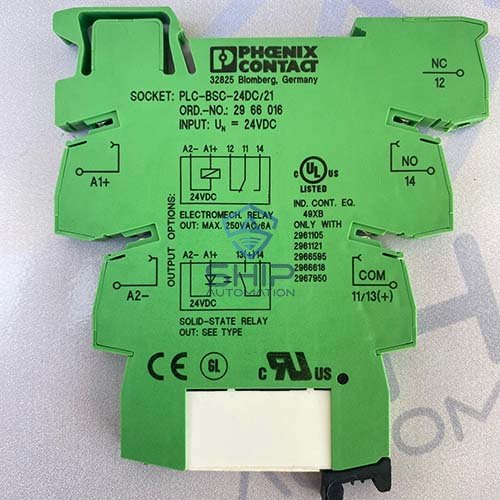 PHŒNIX
CONTACT
32825 Blomberg, Germany
SOCKET: PLC-BSC-24DC/21
ORD.-NO.: 29 66 016
INPUT: UN = 24VDC
NC
12
A1+
NO
14
A2- A1+ 12 11 14
24VDC
ELECTROMECH. RELAY
OUT: MAX. 250VAC/6A
OUTPUT OPTIONS:
C UL US
LISTED
IND. CONT. EQ.
49XB
ONLY WITH
2961105
2961121
2966595
2966618
2967950
A2- A1+ 13(+) 14
24VDC
SOLID-STATE RELAY
OUT: SEE TYPE
SHIP
AUTOMATION
A2-
COM
11/13(+)
CE
GL
C RU US